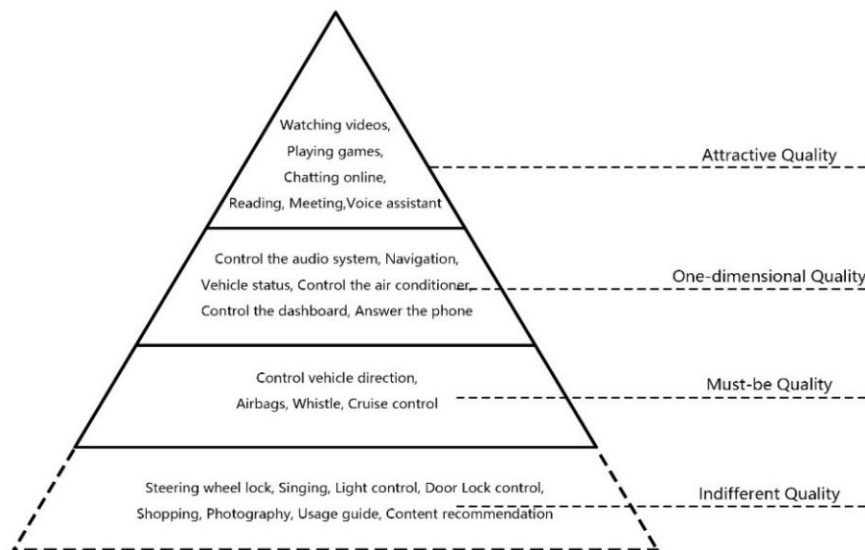 Watching videos,
Playing games,
Chatting online,
Reading, Meeting,Voice assistant
Attractive Quality
Control the audio system, Navigation,
Vehicle status, Control the air conditioner,
Control the dashboard, Answer the phone
One-dimensional Quality
Control vehicle direction,
Airbags, Whistle, Cruise control
Must-be Quality
Steering wheel lock, Singing, Light control, Door Lock control,
Shopping, Photography, Usage guide, Content recommendation
Indifferent Quality